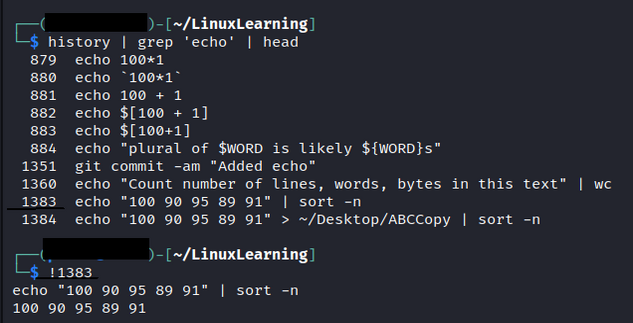 ┌──( )-[~/LinuxLearning]
└─$ history | grep 'echo' | head
879 echo 100*1
880 echo `100*1`
881 echo 100 + 1
882 echo $[100 + 1]
883 echo $[100+1]
884 echo "plural of $WORD is likely ${WORD}s"
1351 git commit -am "Added echo"
1360 echo "Count number of lines, words, bytes in this text" | wc
1383 echo "100 90 95 89 91" | sort -n
1384 echo "100 90 95 89 91" > ~/Desktop/ABCCopy | sort -n
┌──( )-[~/LinuxLearning]
└─$ !1383
echo "100 90 95 89 91" | sort -n
100 90 95 89 91